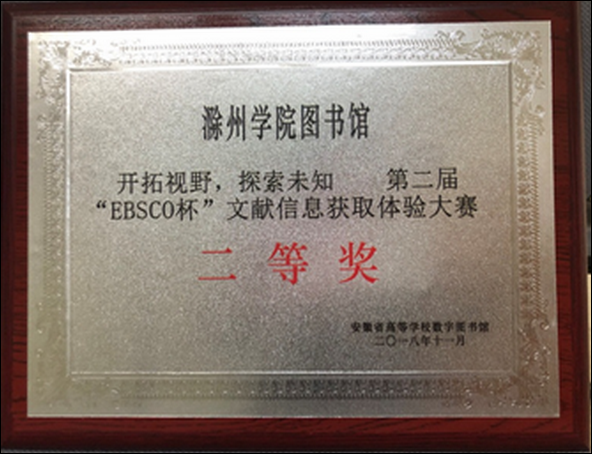 滁州学院图书馆
开拓视野，探索未知 第二届
“EBSCO杯”文献信息获取体验大赛
二等奖
安徽省高等学校数字图书馆
二〇一八年十一月